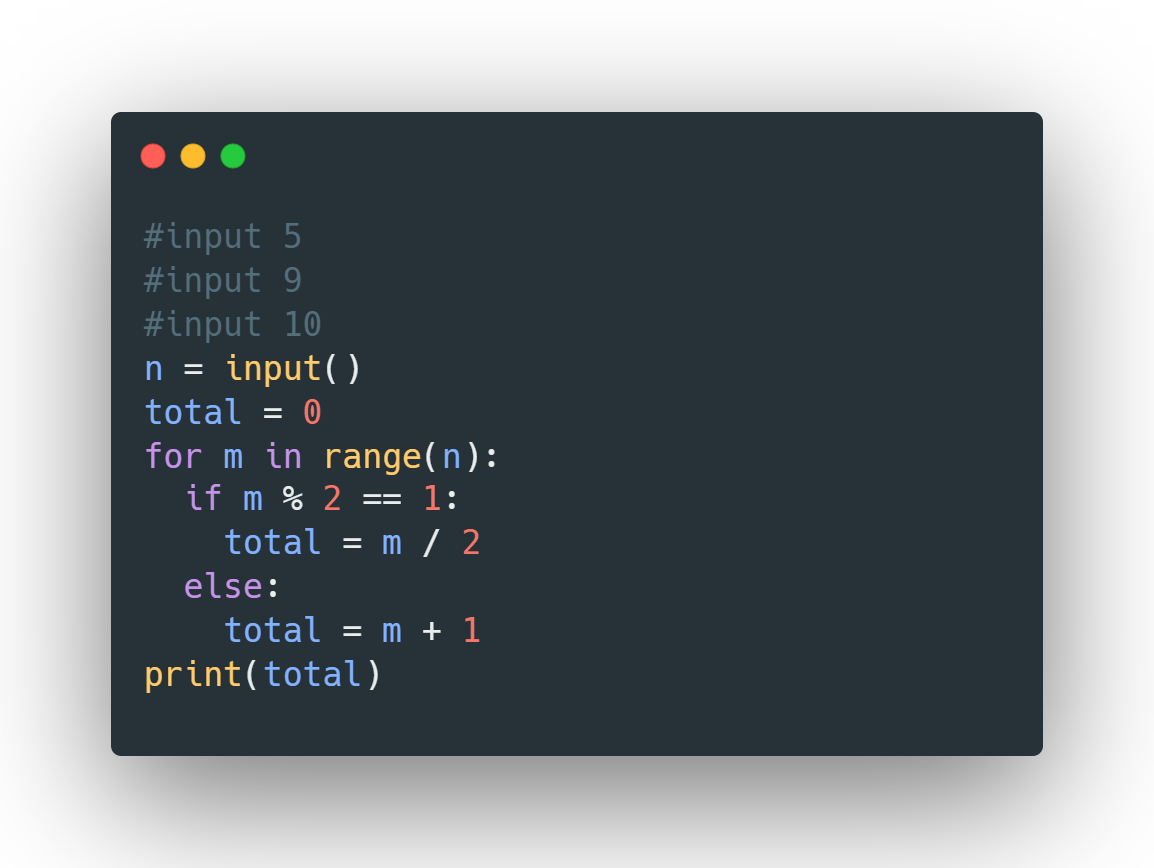 #input 5
#input 9
#input 10
n = input()
total = 0
for m in range(n):
  if m % 2 == 1:
    total = m / 2
  else:
    total = m + 1
print(total)